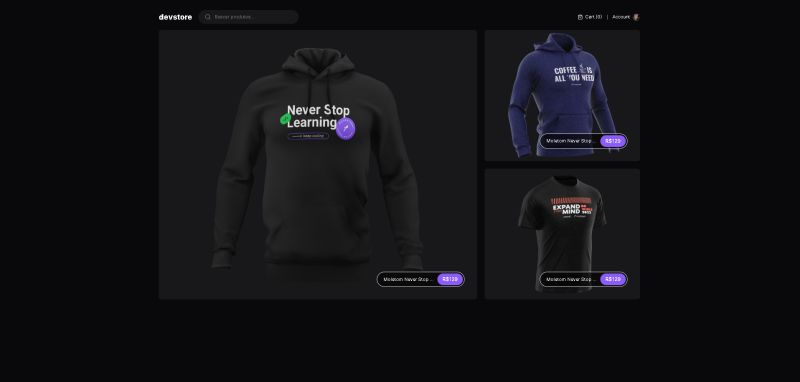 devstore
Buscar produtos...
Cart (0)
Account
Never Stop
Learning
COFFEE IS
ALL YOU NEED
Moletom Never Stop ...
R$129
EXPAND
MIND
Moletom Never Stop ...
R$129
Moletom Never Stop ...
R$129